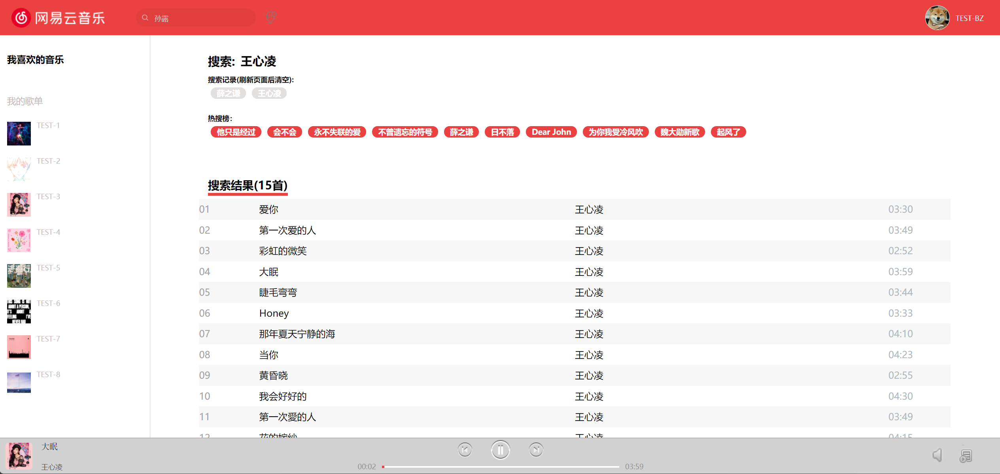 网易云音乐
孙露
TEST-BZ
我喜欢的音乐
我的歌单
TEST-1
TEST-2
TEST-3
TEST-4
逃避行
TEST-5
ABOUT A PERSON,
IT'S ABOUT A
FEELING I'VE
NEVER HAD
TEST-6
TEST-7
TEST-8
搜索: 王心凌
搜索记录(刷新页面后清空):
薛之谦 王心凌
热搜榜:
他只是经过 会不会 永不失联的爱 不曾遗忘的符号 薛之谦 日不落 Dear John 为你我受冷风吹 魏大勋新歌 起风了
搜索结果(15首)
01 爱你 王心凌 03:30
02 第一次爱的人 王心凌 03:49
03 彩虹的微笑 王心凌 02:52
04 大眠 王心凌 03:59
05 睫毛弯弯 王心凌 03:44
06 Honey 王心凌 03:33
07 那年夏天宁静的海 王心凌 04:10
08 当你 王心凌 04:23
09 黄昏晓 王心凌 02:55
10 我会好好的 王心凌 04:30
11 第一次愛的人 王心凌 03:49
12 花的嫁纱 王心凌 04:15
大眠
王心凌
00:02 03:59